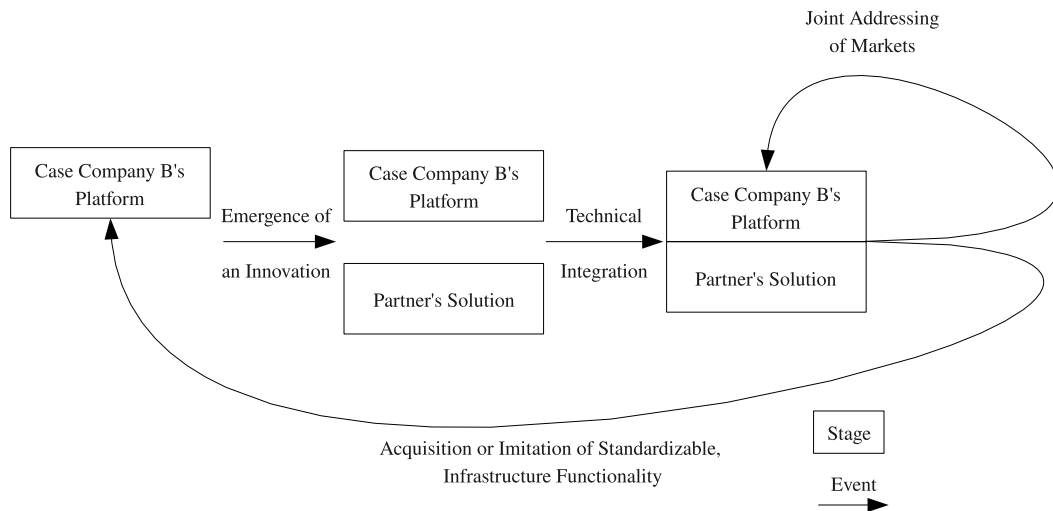 Joint Addressing
of Markets
Case Company B's
Platform
Emergence of
an Innovation
Case Company B's
Platform
Partner's Solution
Technical
Integration
Case Company B's
Platform
Partner's Solution
Acquisition or Imitation of Standardizable,
Infrastructure Functionality
Stage
Event